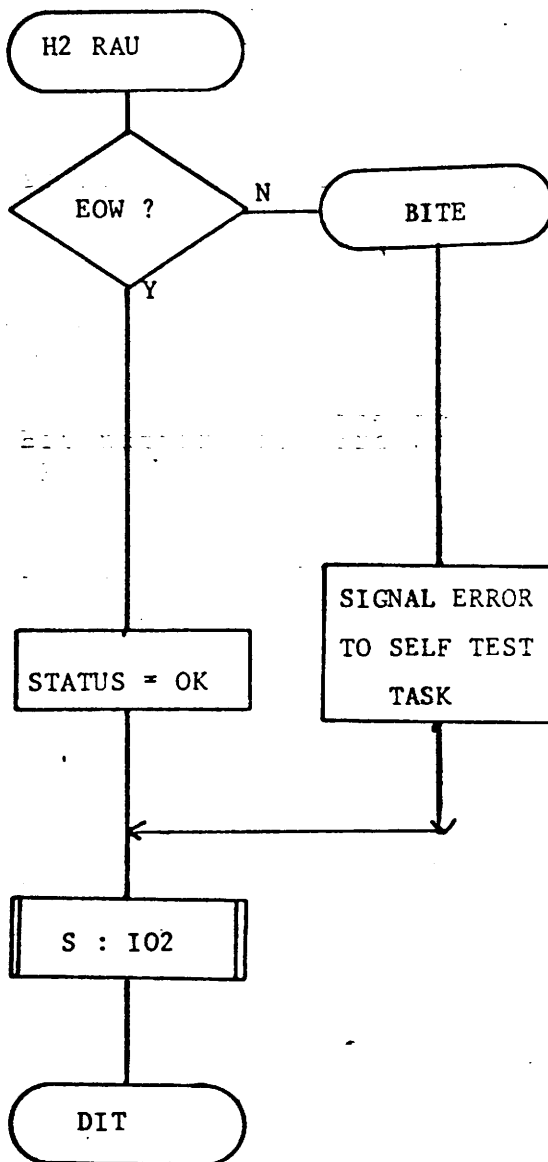 H2 RAU
EOW ?
N
BITE
Y
SIGNAL ERROR
TO SELF TEST
TASK
STATUS = OK
S : IO2
DIT